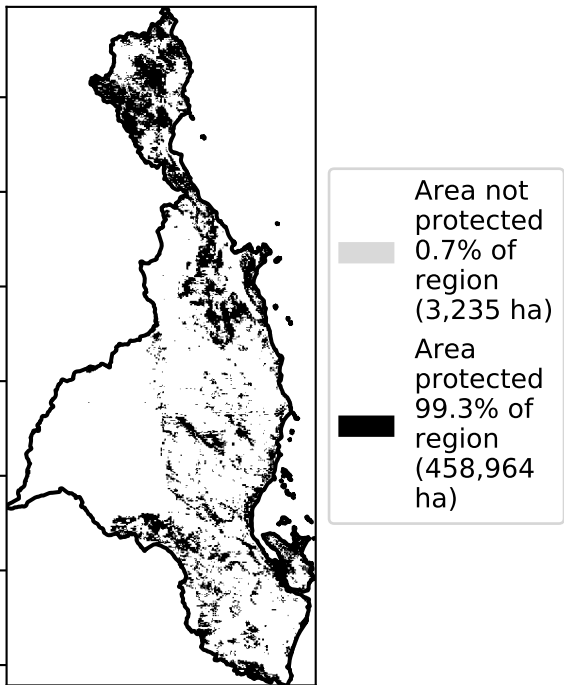 Area not
protected
0.7% of
region
(3,235 ha)
Area
protected
99.3% of
region
(458,964
ha)